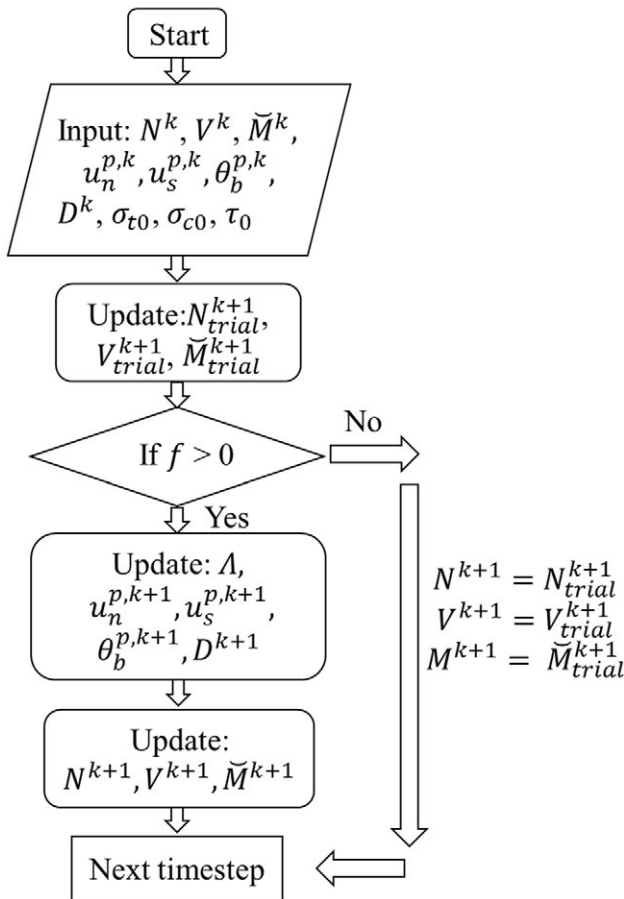 Start
Input: N^k, V^k, M̆^k,
u_n^{p,k}, u_s^{p,k}, θ_b^{p,k},
D^k, σ_{t0}, σ_{c0}, τ_0
Update:N_{trial}^{k+1},
V_{trial}^{k+1}, M̆_{trial}^{k+1}
If f > 0
No
Yes
Update: Λ,
u_n^{p,k+1}, u_s^{p,k+1},
θ_b^{p,k+1}, D^{k+1}
N^{k+1} = N_{trial}^{k+1}
V^{k+1} = V_{trial}^{k+1}
M^{k+1} = M̆_{trial}^{k+1}
Update:
N^{k+1}, V^{k+1}, M̆^{k+1}
Next timestep